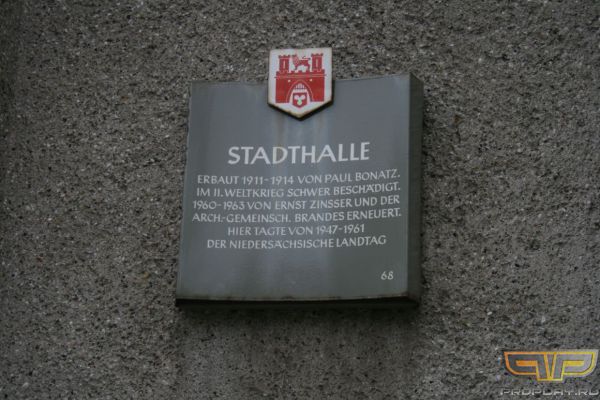 STADTHALLE
ERBAUT 1911-1914 VON PAUL BONATZ.
IM II. WELTKRIEG SCHWER BESCHÄDIGT.
1960-1963 VON ERNST ZINSSER UND DER
ARCH.-GEMEINSCH. BRANDES ERNEUERT.
HIER TAGTE VON 1947-1961
DER NIEDERSÄCHSISCHE LANDTAG
68
PROPLAY.RU